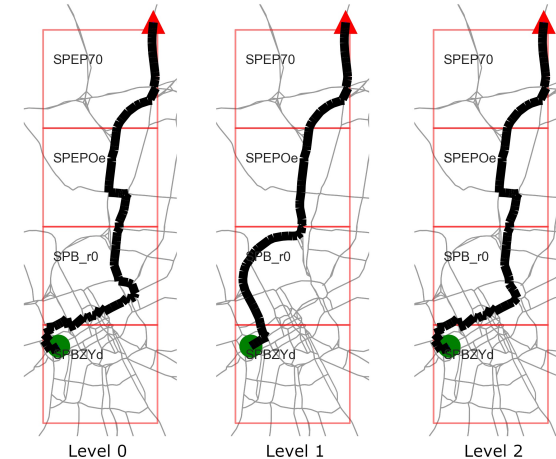 SPEP70 SPEP70 SPEP70
SPEPOe SPEPOe SPEPOe
SPB_r0 SPB_r0 SPB_r0
SPBZYd SPBZYd SPBZYd
Level 0 Level 1 Level 2